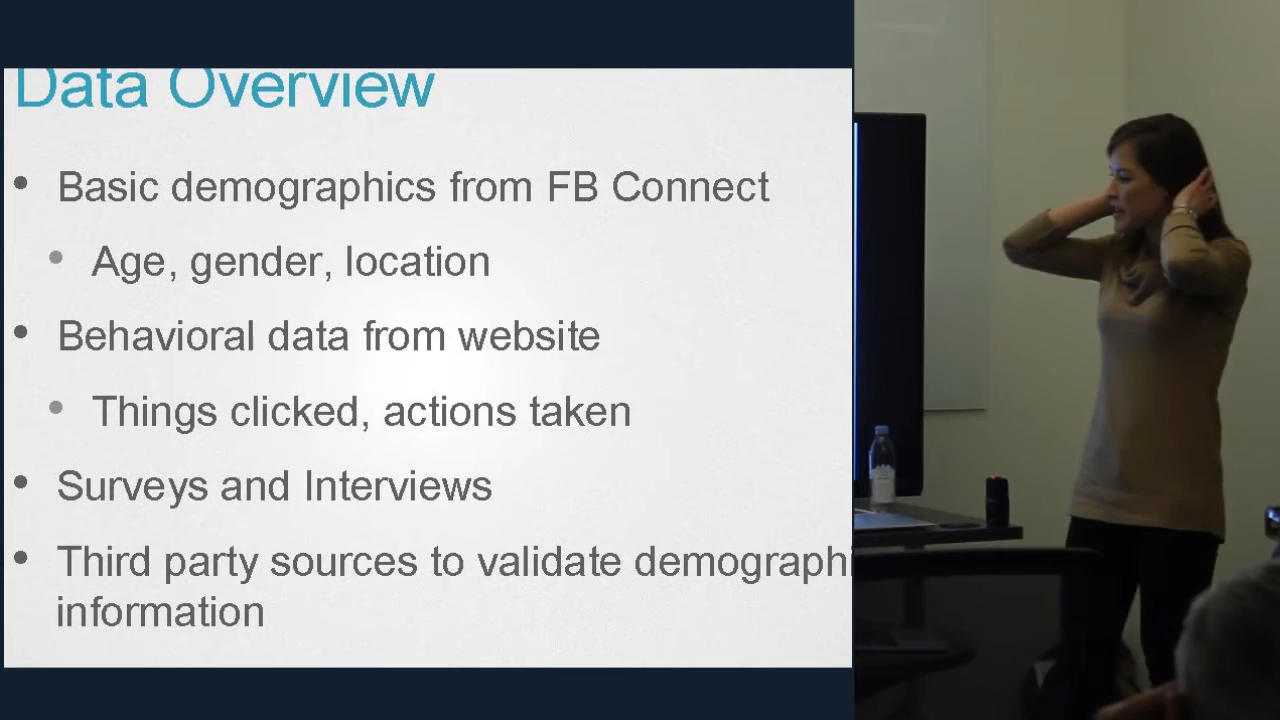 Data Overview
• Basic demographics from FB Connect
• Age, gender, location
• Behavioral data from website
• Things clicked, actions taken
• Surveys and Interviews
• Third party sources to validate demographi
information